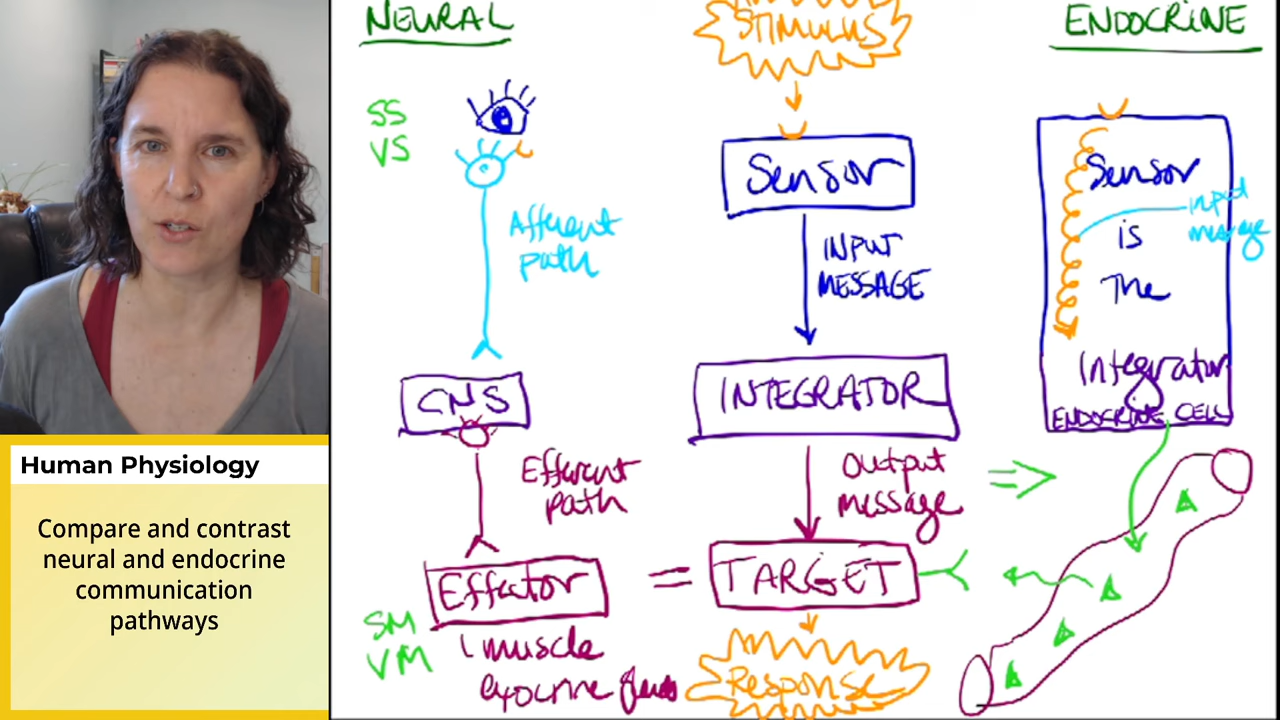 NEURAL
STIMULUS
ENDOCRINE
SS
VS
Sensor
Sensor
is
The
Integrator
ENDOCRINE CELL
input
message
Afferent
path
INPUT
MESSAGE
CNS
INTEGRATOR
Efferent
path
Output
message
Effector
=
TARGET
SM
VM
muscle
exocrine glands
Response
Human Physiology
Compare and contrast
neural and endocrine
communication
pathways